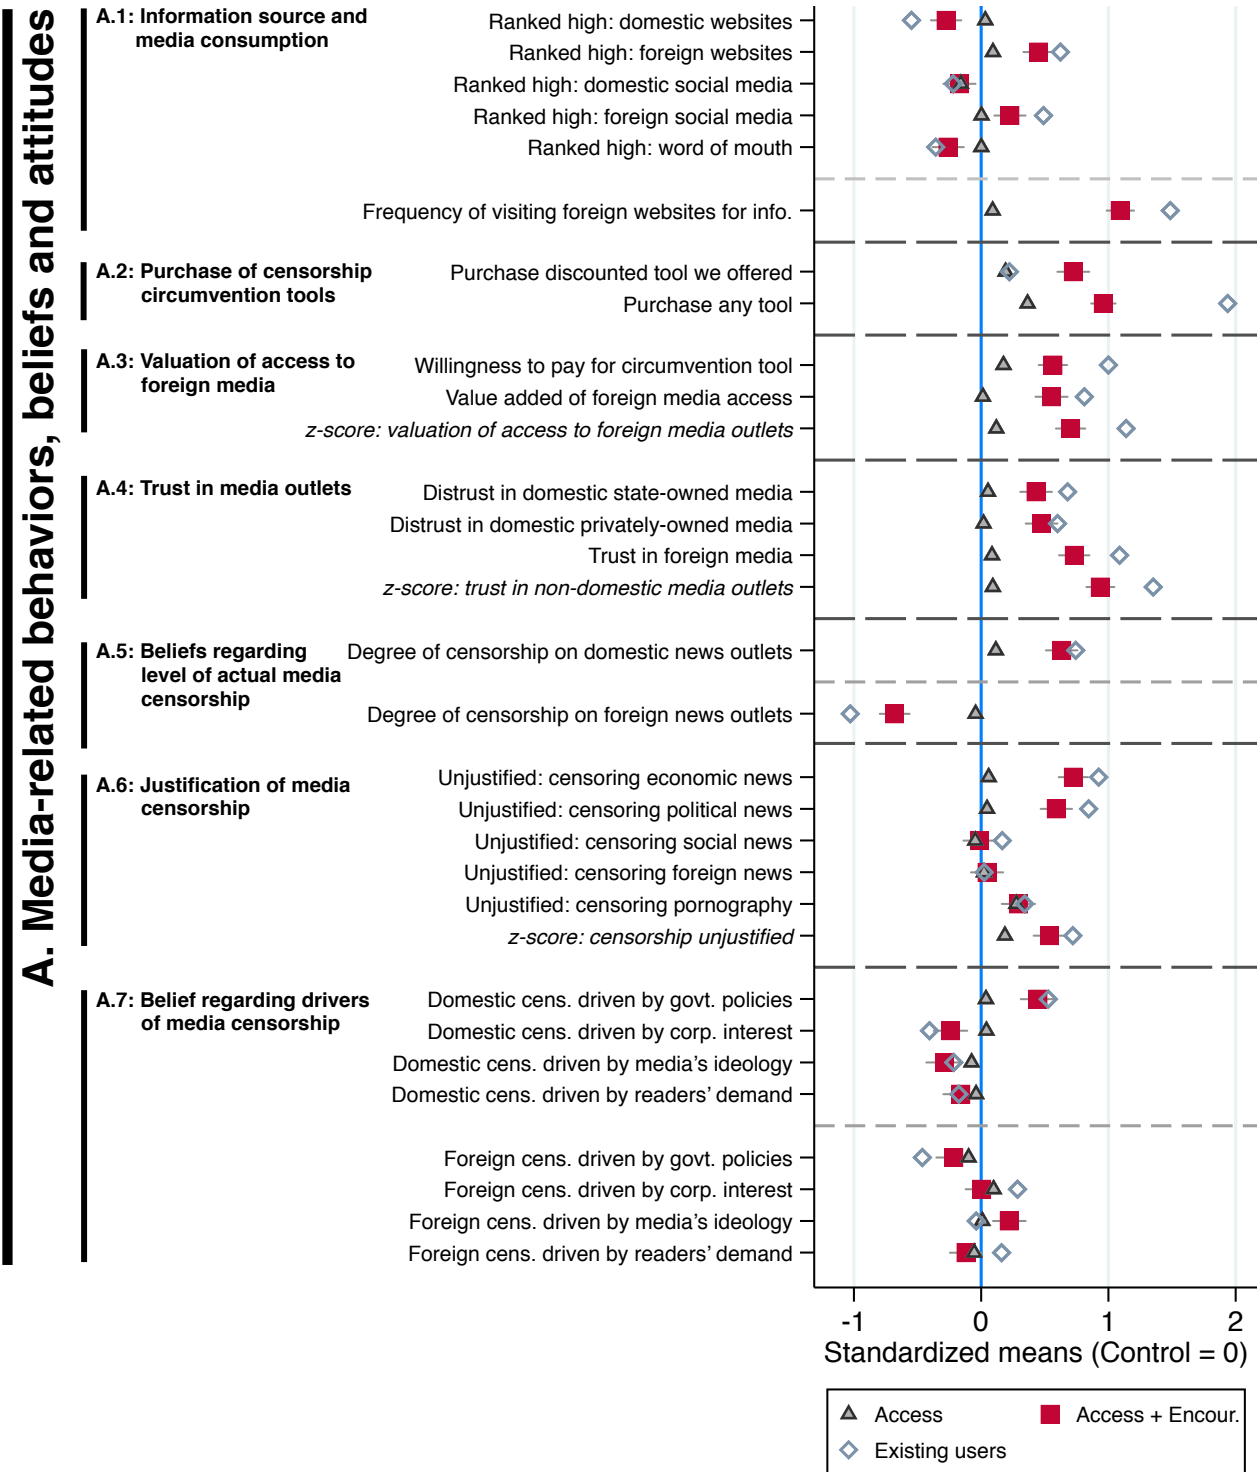 A. Media-related behaviors, beliefs and attitudes
A.1: Information source and
media consumption
Ranked high: domestic websites
Ranked high: foreign websites
Ranked high: domestic social media
Ranked high: foreign social media
Ranked high: word of mouth
Frequency of visiting foreign websites for info.
A.2: Purchase of censorship
circumvention tools
Purchase discounted tool we offered
Purchase any tool
A.3: Valuation of access to
foreign media
Willingness to pay for circumvention tool
Value added of foreign media access
z-score: valuation of access to foreign media outlets
A.4: Trust in media outlets
Distrust in domestic state-owned media
Distrust in domestic privately-owned media
Trust in foreign media
z-score: trust in non-domestic media outlets
A.5: Beliefs regarding
level of actual media
censorship
Degree of censorship on domestic news outlets
Degree of censorship on foreign news outlets
A.6: Justification of media
censorship
Unjustified: censoring economic news
Unjustified: censoring political news
Unjustified: censoring social news
Unjustified: censoring foreign news
Unjustified: censoring pornography
z-score: censorship unjustified
A.7: Belief regarding drivers
of media censorship
Domestic cens. driven by govt. policies
Domestic cens. driven by corp. interest
Domestic cens. driven by media's ideology
Domestic cens. driven by readers' demand
Foreign cens. driven by govt. policies
Foreign cens. driven by corp. interest
Foreign cens. driven by media's ideology
Foreign cens. driven by readers' demand
-1 0 1 2
Standardized means (Control = 0)
Access Access + Encour.
Existing users